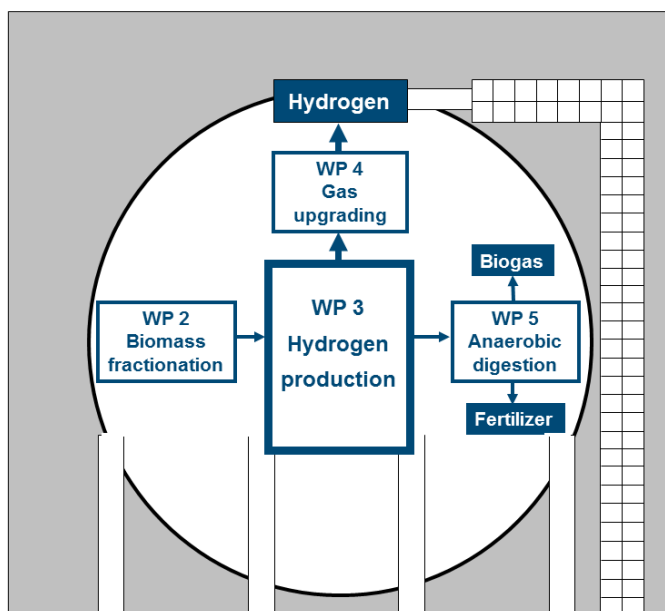 Hydrogen
WP 4
Gas
upgrading
WP 3
Hydrogen
production
WP 2
Biomass
fractionation
Biogas
WP 5
Anaerobic
digestion
Fertilizer